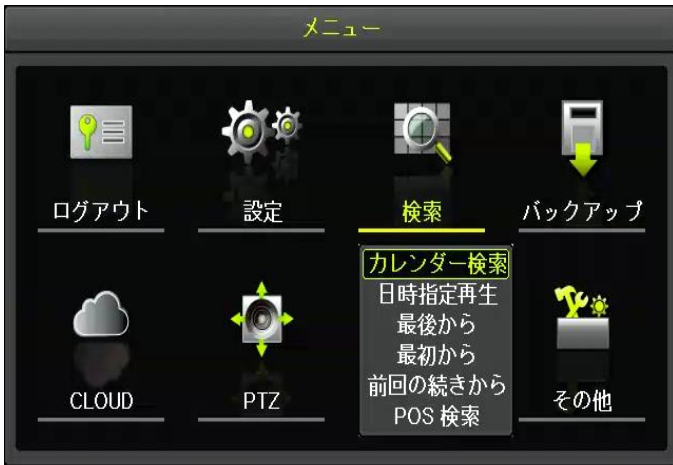 メニュー
ログアウト
設定
検索
バックアップ
カレンダー検索
日時指定再生
最後から
最初から
前回の続きから
POS 検索
CLOUD
PTZ
その他